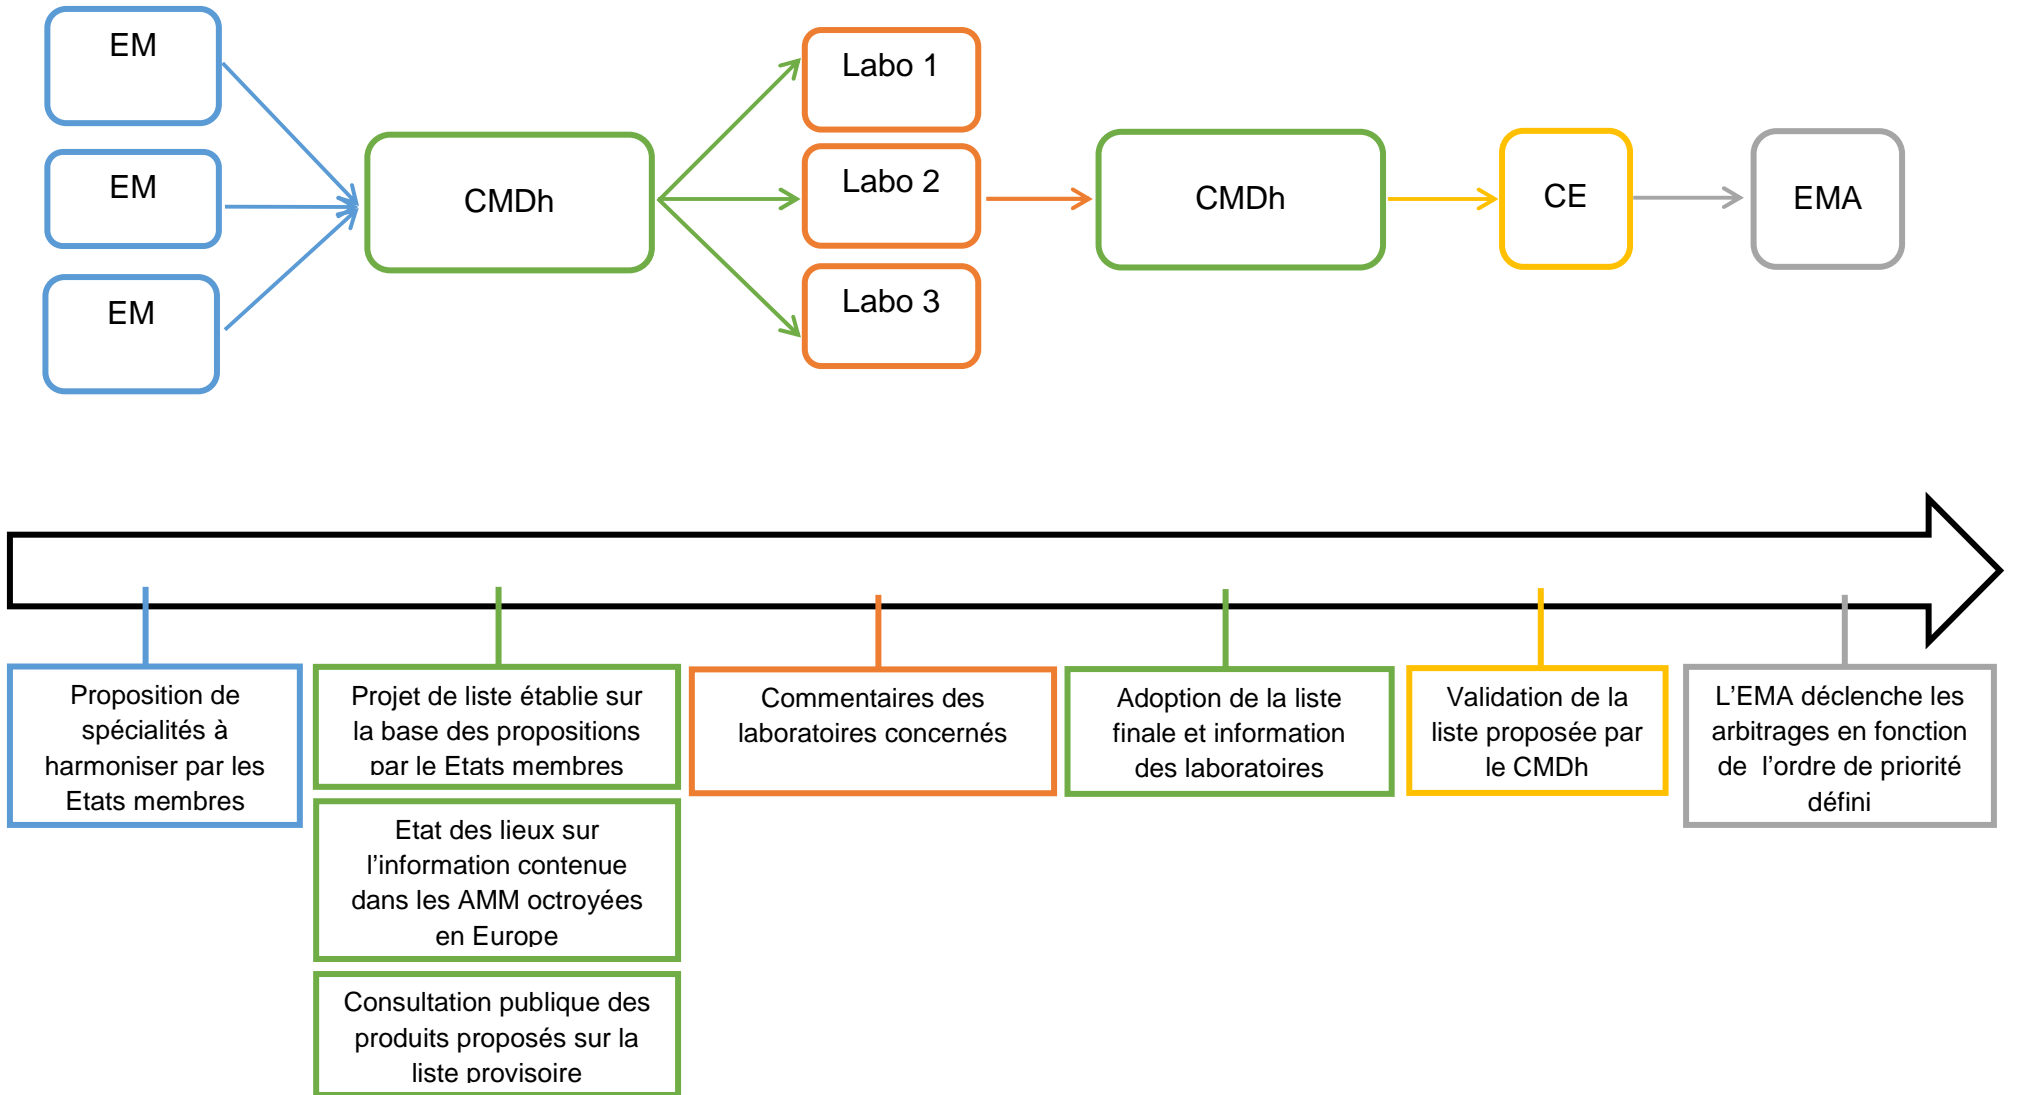 EM
EM
EM
CMDh
Labo 1
Labo 2
Labo 3
CMDh
CE
EMA
Proposition de
spécialités à
harmoniser par les
Etats membres
Projet de liste établie sur
la base des propositions
par le Etats membres
Etat des lieux sur
l’information contenue
dans les AMM octroyées
en Europe
Consultation publique des
produits proposés sur la
liste provisoire
Commentaires des
laboratoires concernés
Adoption de la liste
finale et information
des laboratoires
Validation de la
liste proposée par
le CMDh
L’EMA déclenche les
arbitrages en fonction
de  l’ordre de priorité
défini